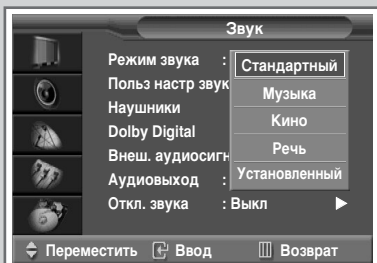 Звук
Режим звука :
Стандартный
Польз настр звук
Музыка
Наушники
Кино
Dolby Digital
Речь
Внеш. аудиосигн
Установленный
Аудиовыход :
Откл. звука : Выкл
Переместить Ввод Возврат